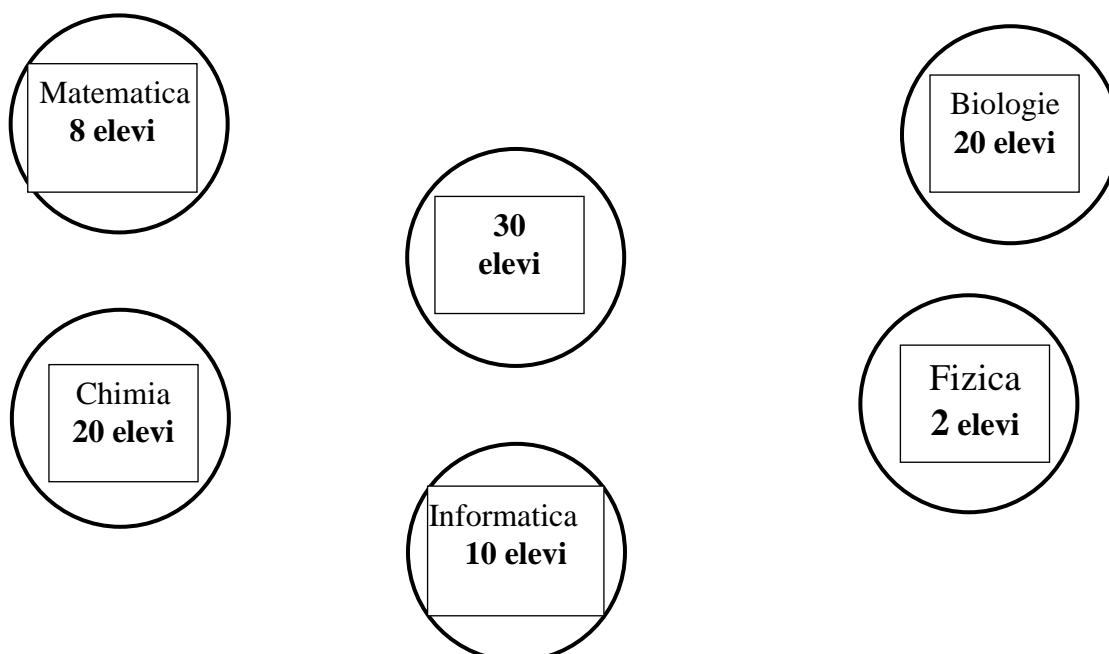 Matematica
8 elevi
Biologie
20 elevi
30
elevi
Chimia
20 elevi
Fizica
2 elevi
Informatica
10 elevi